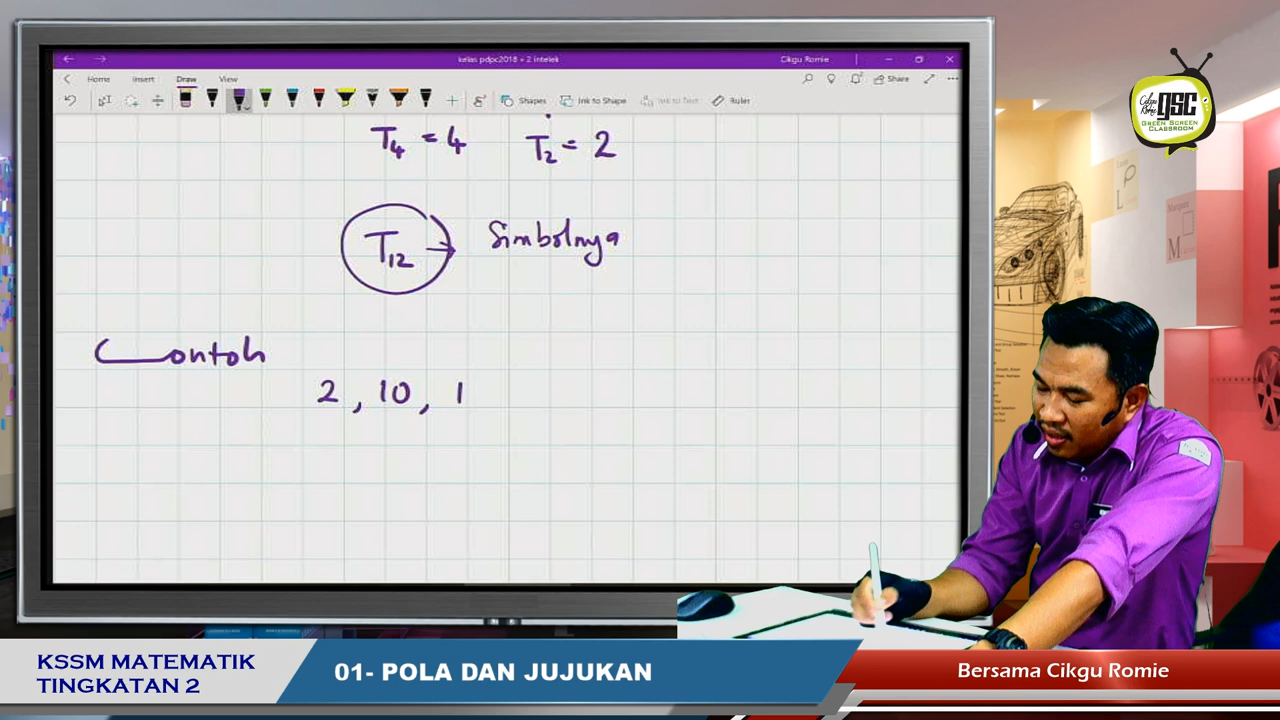 kelas pdpc2018 » 2 intelek
Cikgu Romie
Home Insert Draw View
Share
Shapes Ink to Shape Ink to Text Ruler
T4 = 4 T2 = 2
T12 → Simbolnya
Contoh
2 , 10 , 1
Cikgu Romie gsc
GREEN SCREEN
CLASSROOM
KSSM MATEMATIK
TINGKATAN 2
01- POLA DAN JUJUKAN
Bersama Cikgu Romie